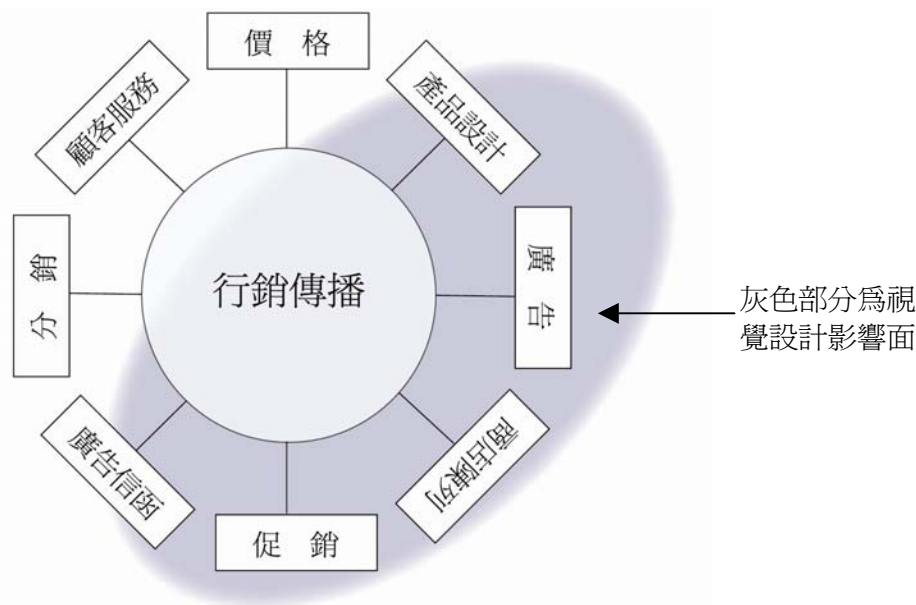 價 格
產品設計
廣 告
商店陳列
促 銷
廣告信函
分 銷
顧客服務
行銷傳播
灰色部分爲視
覺設計影響面